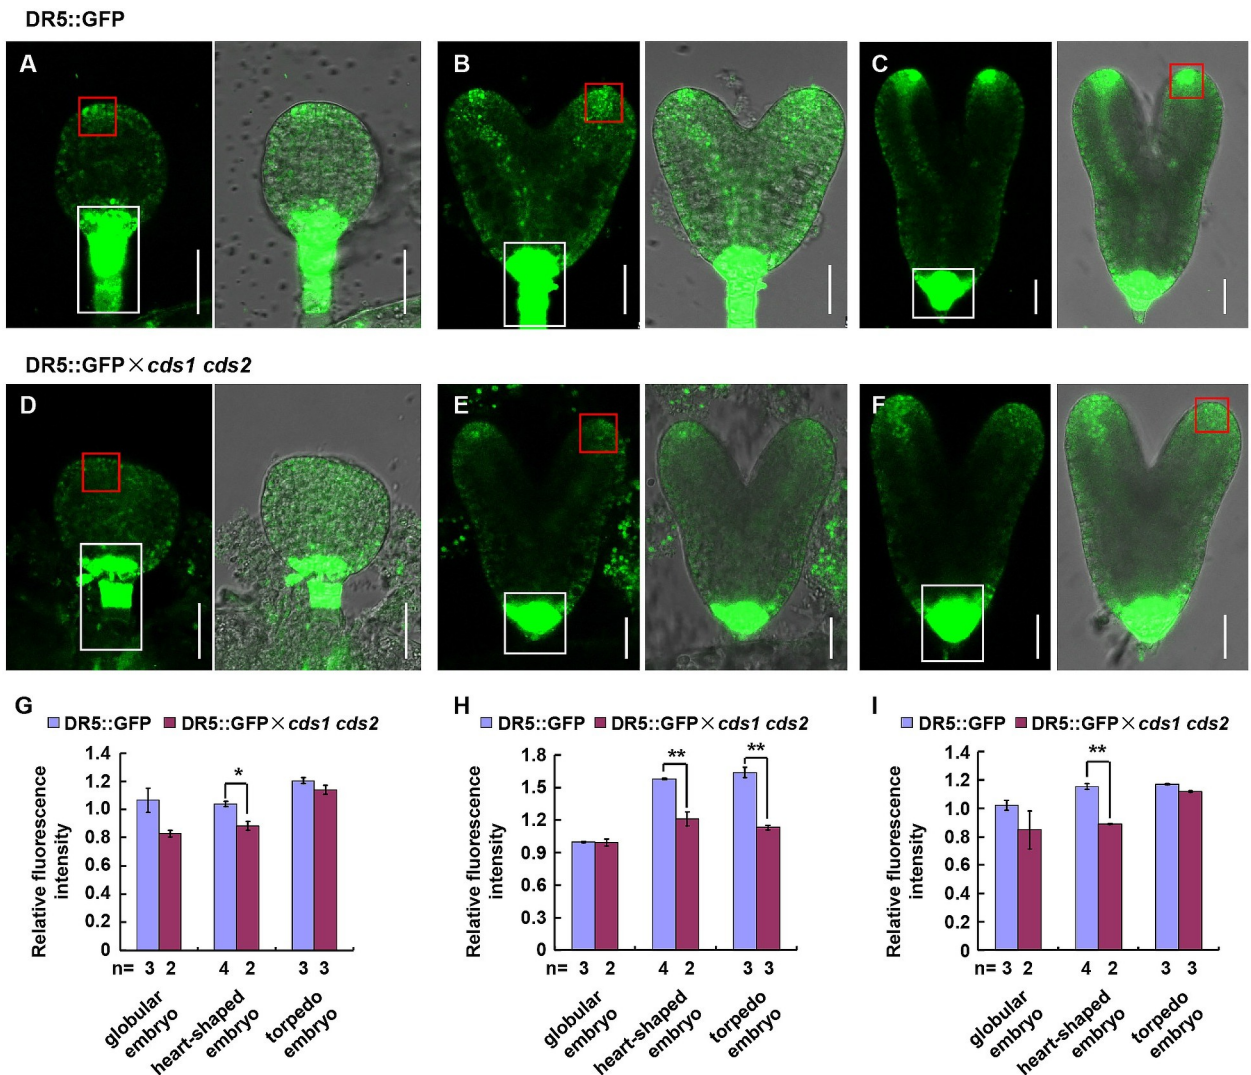 DR5::GFP
A
B
C
DR5::GFP×cds1 cds2
D
E
F
G
DR5::GFP
DR5::GFP×cds1 cds2
Relative fluorescence
intensity
1.4
1.2
1.0
0.8
0.6
0.4
0.2
0
*
n= 3 2 4 2 3 3
globular
embryo
heart-shaped
embryo
torpedo
embryo
H
DR5::GFP
DR5::GFP×cds1 cds2
Relative fluorescence
intensity
1.8
1.5
1.2
0.9
0.6
0.3
0
**
**
n= 3 2 4 2 3 3
globular
embryo
heart-shaped
embryo
torpedo
embryo
I
DR5::GFP
DR5::GFP×cds1 cds2
Relative fluorescence
intensity
1.4
1.2
1.0
0.8
0.6
0.4
0.2
0
**
n= 3 2 4 2 3 3
globular
embryo
heart-shaped
embryo
torpedo
embryo